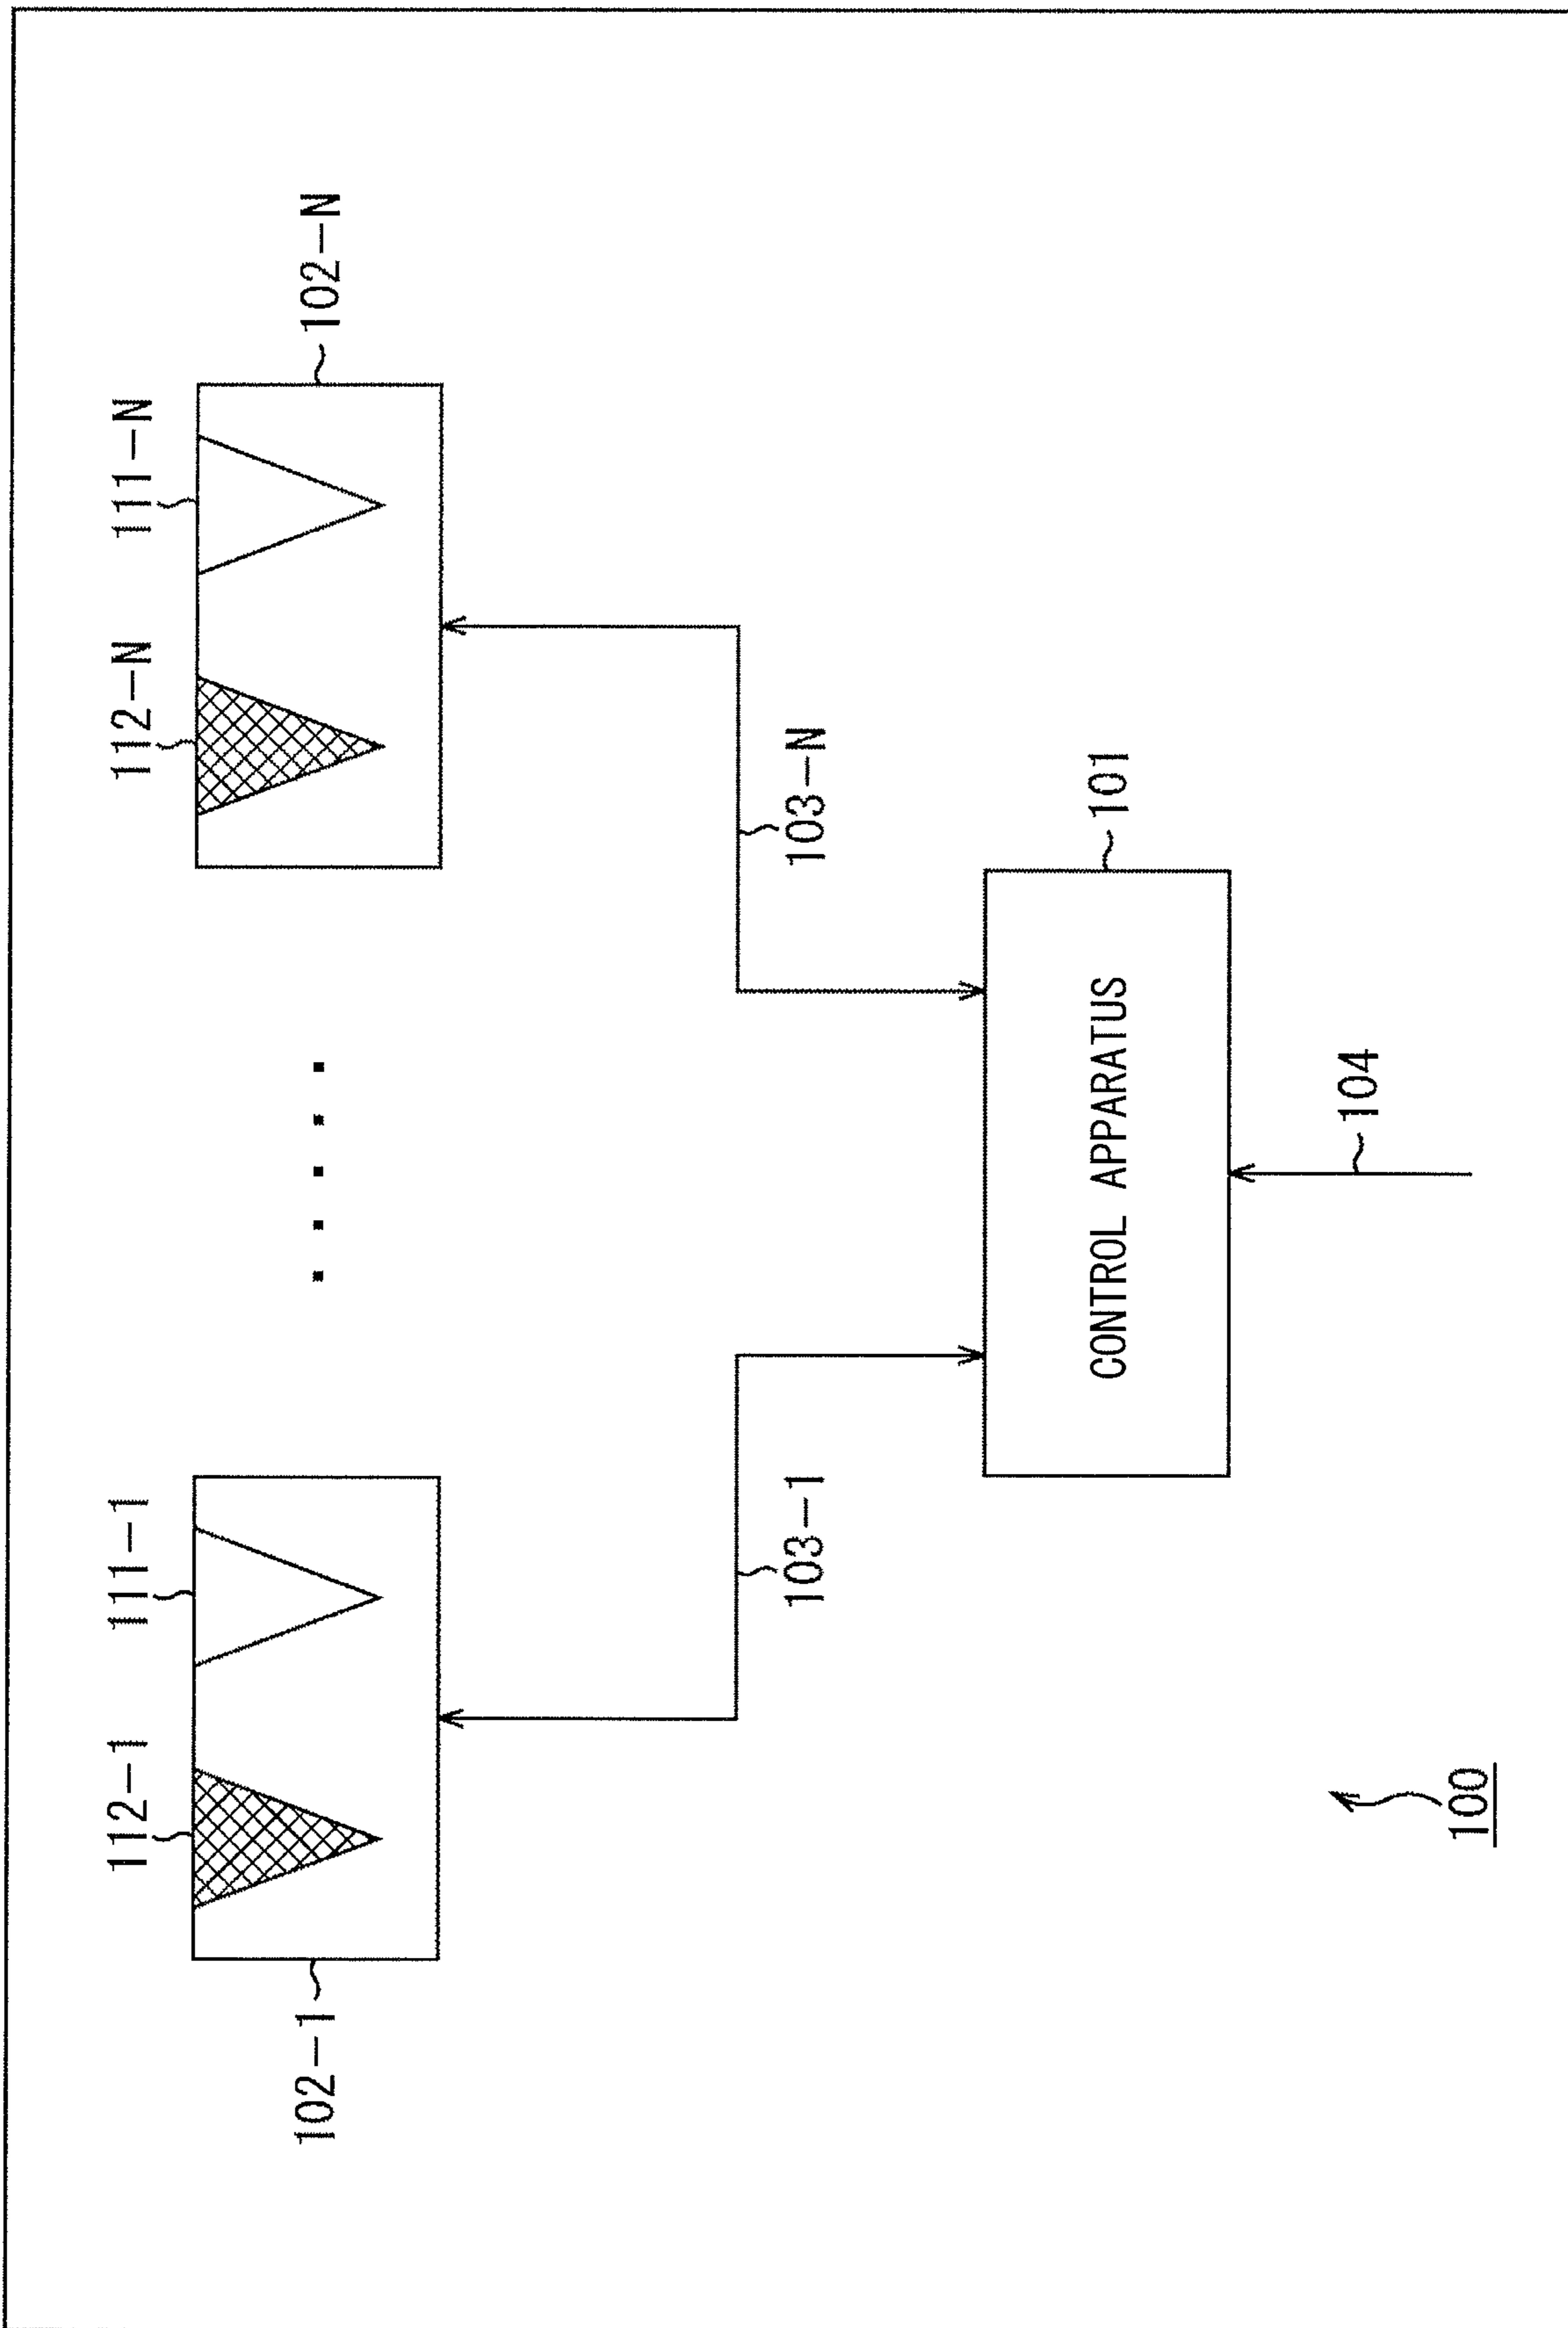 112-1
111-1
112-N
111-N
102-1
102-N
103-1
103-N
CONTROL APPARATUS
101
104
100